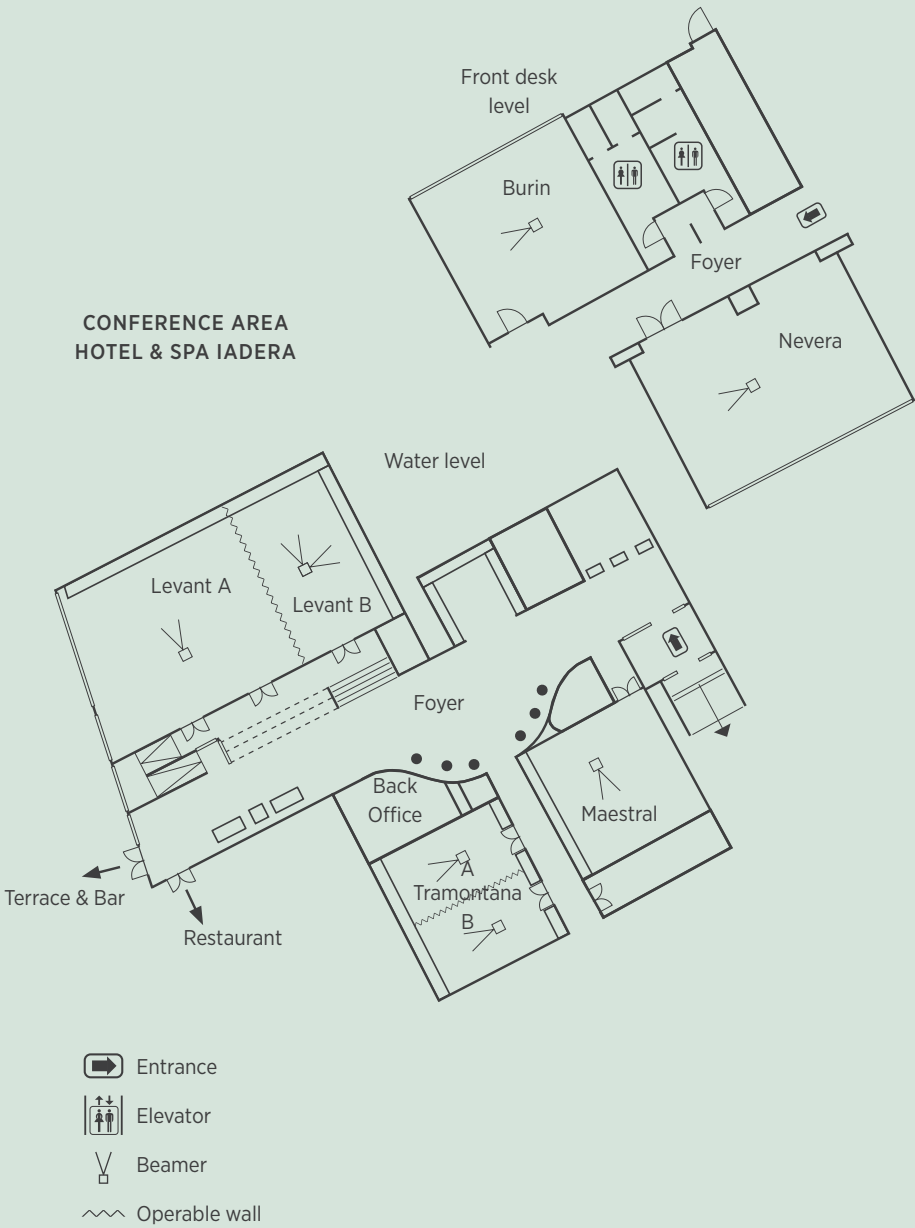 Front desk
level
Burin
Foyer
CONFERENCE AREA
HOTEL & SPA IADERA
Nevera
Water level
Levant A
Levant B
Foyer
Back
Office
Maestral
A
Tramontana
B
Terrace & Bar
Restaurant
Entrance
Elevator
Beamer
Operable wall